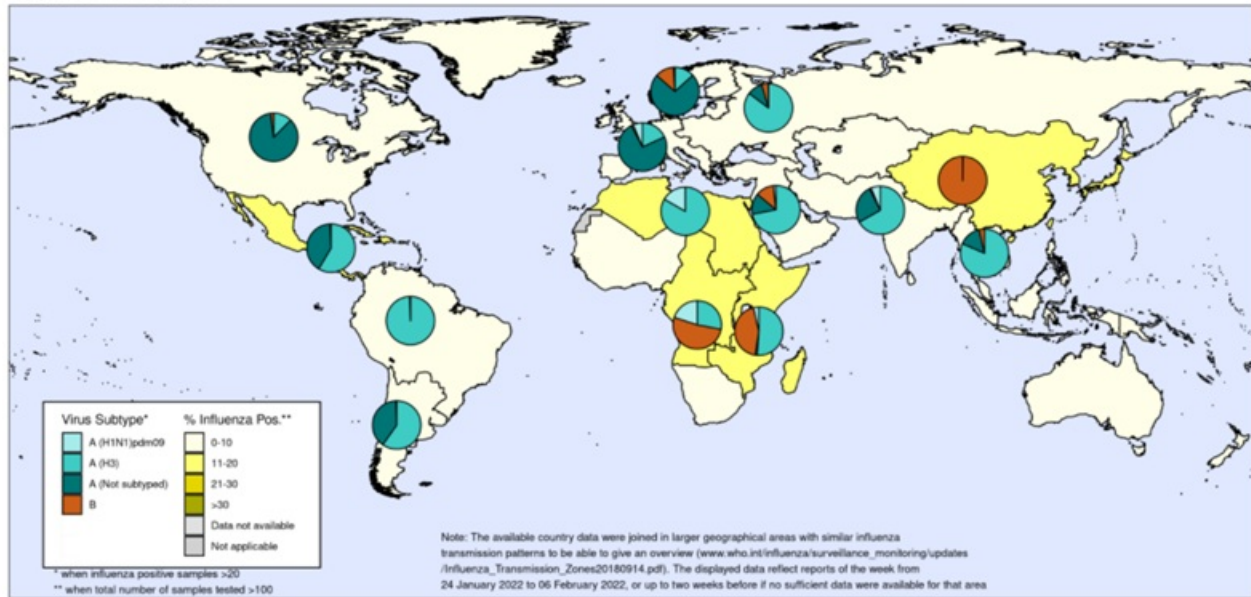 Virus Subtype*
A (H1N1)pdm09
A (H3)
A (Not subtyped)
B
% Influenza Pos.**
0-10
11-20
21-30
>30
Data not available
Not applicable
* when influenza positive samples >20
** when total number of samples tested >100
Note: The available country data were joined in larger geographical areas with similar influenza
transmission patterns to be able to give an overview (www.who.int/influenza/surveillance_monitoring/updates
/Influenza_Transmission_Zones20180914.pdf). The displayed data reflect reports of the week from
24 January 2022 to 06 February 2022, or up to two weeks before if no sufficient data were available for that area